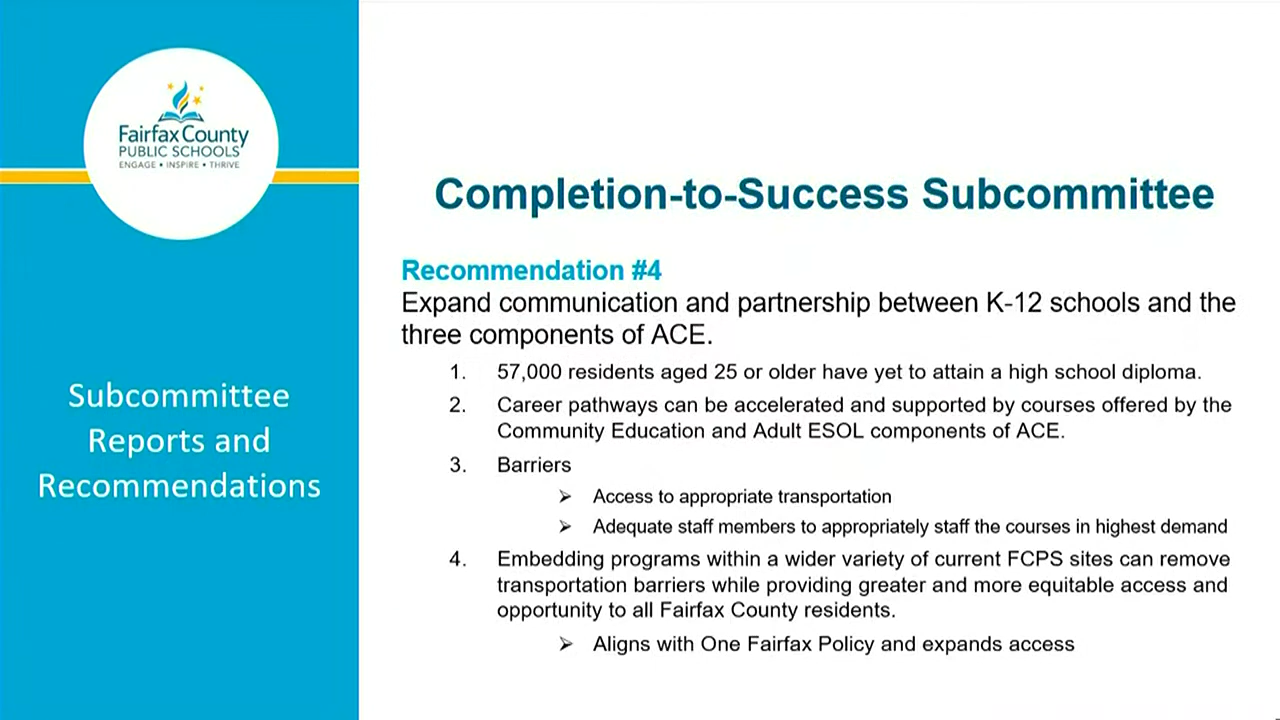 Fairfax County
PUBLIC SCHOOLS
ENGAGE • INSPIRE • THRIVE
Subcommittee
Reports and
Recommendations
Completion-to-Success Subcommittee
Recommendation #4
Expand communication and partnership between K-12 schools and the
three components of ACE.
1. 57,000 residents aged 25 or older have yet to attain a high school diploma.
2. Career pathways can be accelerated and supported by courses offered by the
Community Education and Adult ESOL components of ACE.
3. Barriers
➢ Access to appropriate transportation
➢ Adequate staff members to appropriately staff the courses in highest demand
4. Embedding programs within a wider variety of current FCPS sites can remove
transportation barriers while providing greater and more equitable access and
opportunity to all Fairfax County residents.
➢ Aligns with One Fairfax Policy and expands access